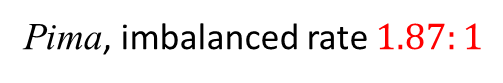 Pima, imbalanced rate 1.87: 1